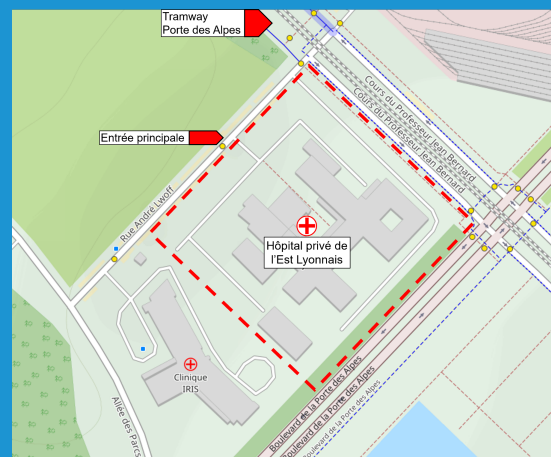 Tramway
Porte des Alpes
Cours du Professeur Jean Bernard
Cours du Professeur Jean Bernard
Entrée principale
Rue André Lwoff
Hôpital privé de
l'Est Lyonnais
Clinique
IRIS
Allée des Parcs
Boulevard de la Porte des Alpes
Boulevard de la Porte des Alpes
Boulevard de la Porte des Alpes